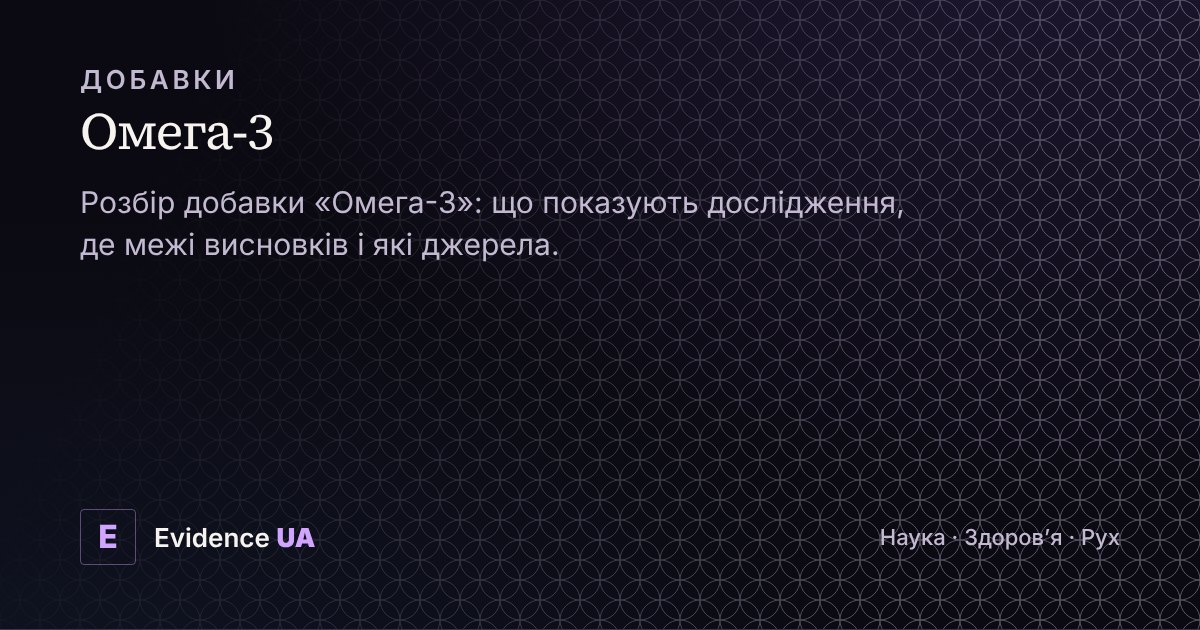 ДОБАВКИ
Омега-3
Розбір добавки «Омега-3»: що показують дослідження,
де межі висновків і які джерела.
E Evidence UA
Наука · Здоров’я · Рух